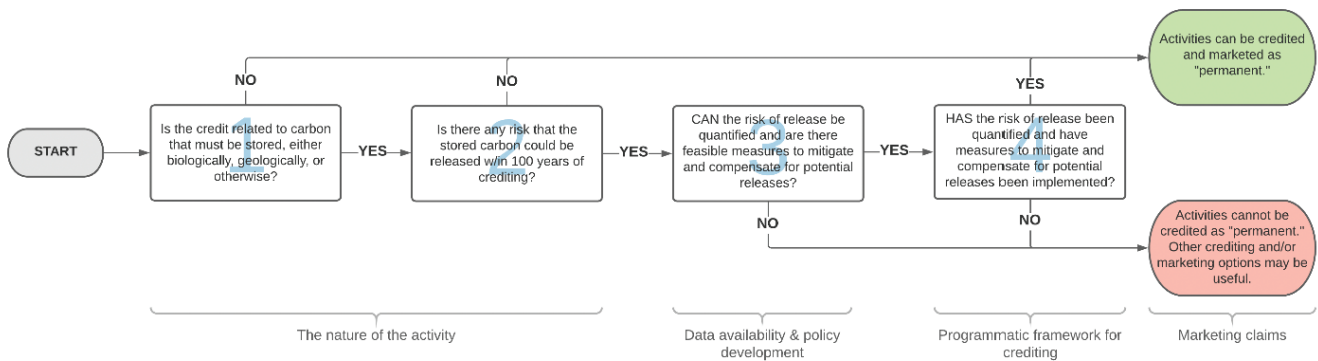 START
1
Is the credit related to carbon
that must be stored, either
biologically, geologically, or
otherwise?
NO
YES
2
Is there any risk that the
stored carbon could be
released w/in 100 years of
crediting?
NO
YES
3
CAN the risk of release be
quantified and are there
feasible measures to mitigate
and compensate for potential
releases?
NO
YES
4
HAS the risk of release been
quantified and have
measures to mitigate and
compensate for potential
releases been implemented?
YES
NO
Activities can be credited
and marketed as
"permanent."
Activities cannot be
credited as "permanent."
Other crediting and/or
marketing options may be
useful.
The nature of the activity
Data availability & policy
development
Programmatic framework for
crediting
Marketing claims